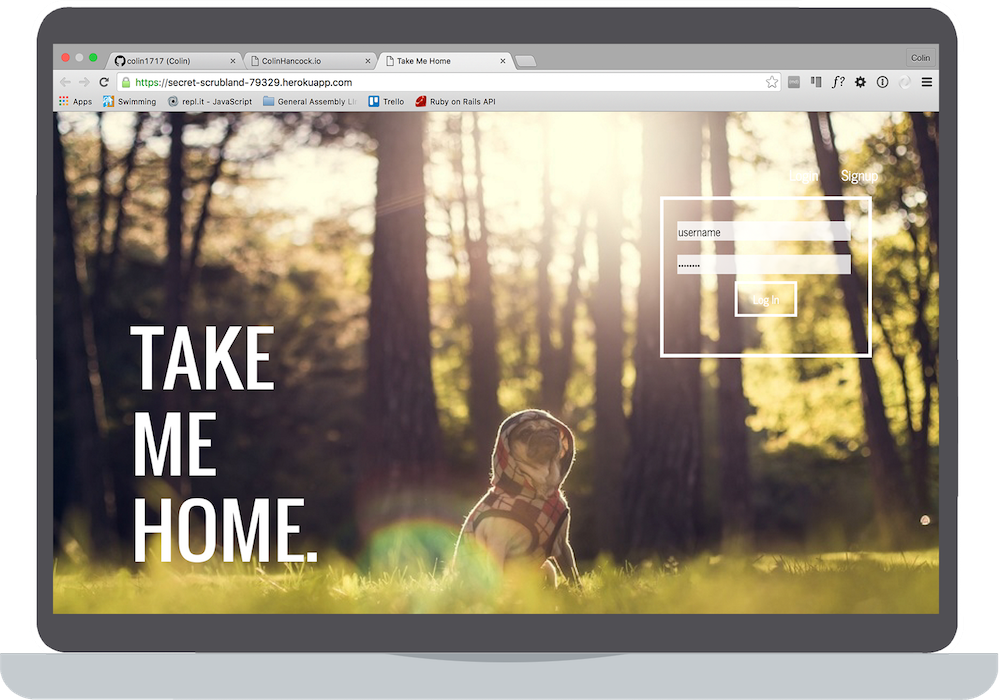 colin1717 (Colin)
ColinHancock.io
Take Me Home
Colin
https://secret-scrubland-79329.herokuapp.com
f?
Apps
Swimming
repl.it - JavaScript
General Assembly
Trello
Ruby on Rails API
Login
Signup
username
Log in
TAKE
ME
HOME.